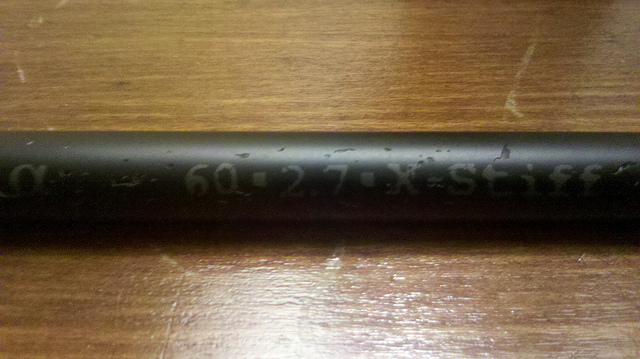 α 60▪2.7▪X-Stiff